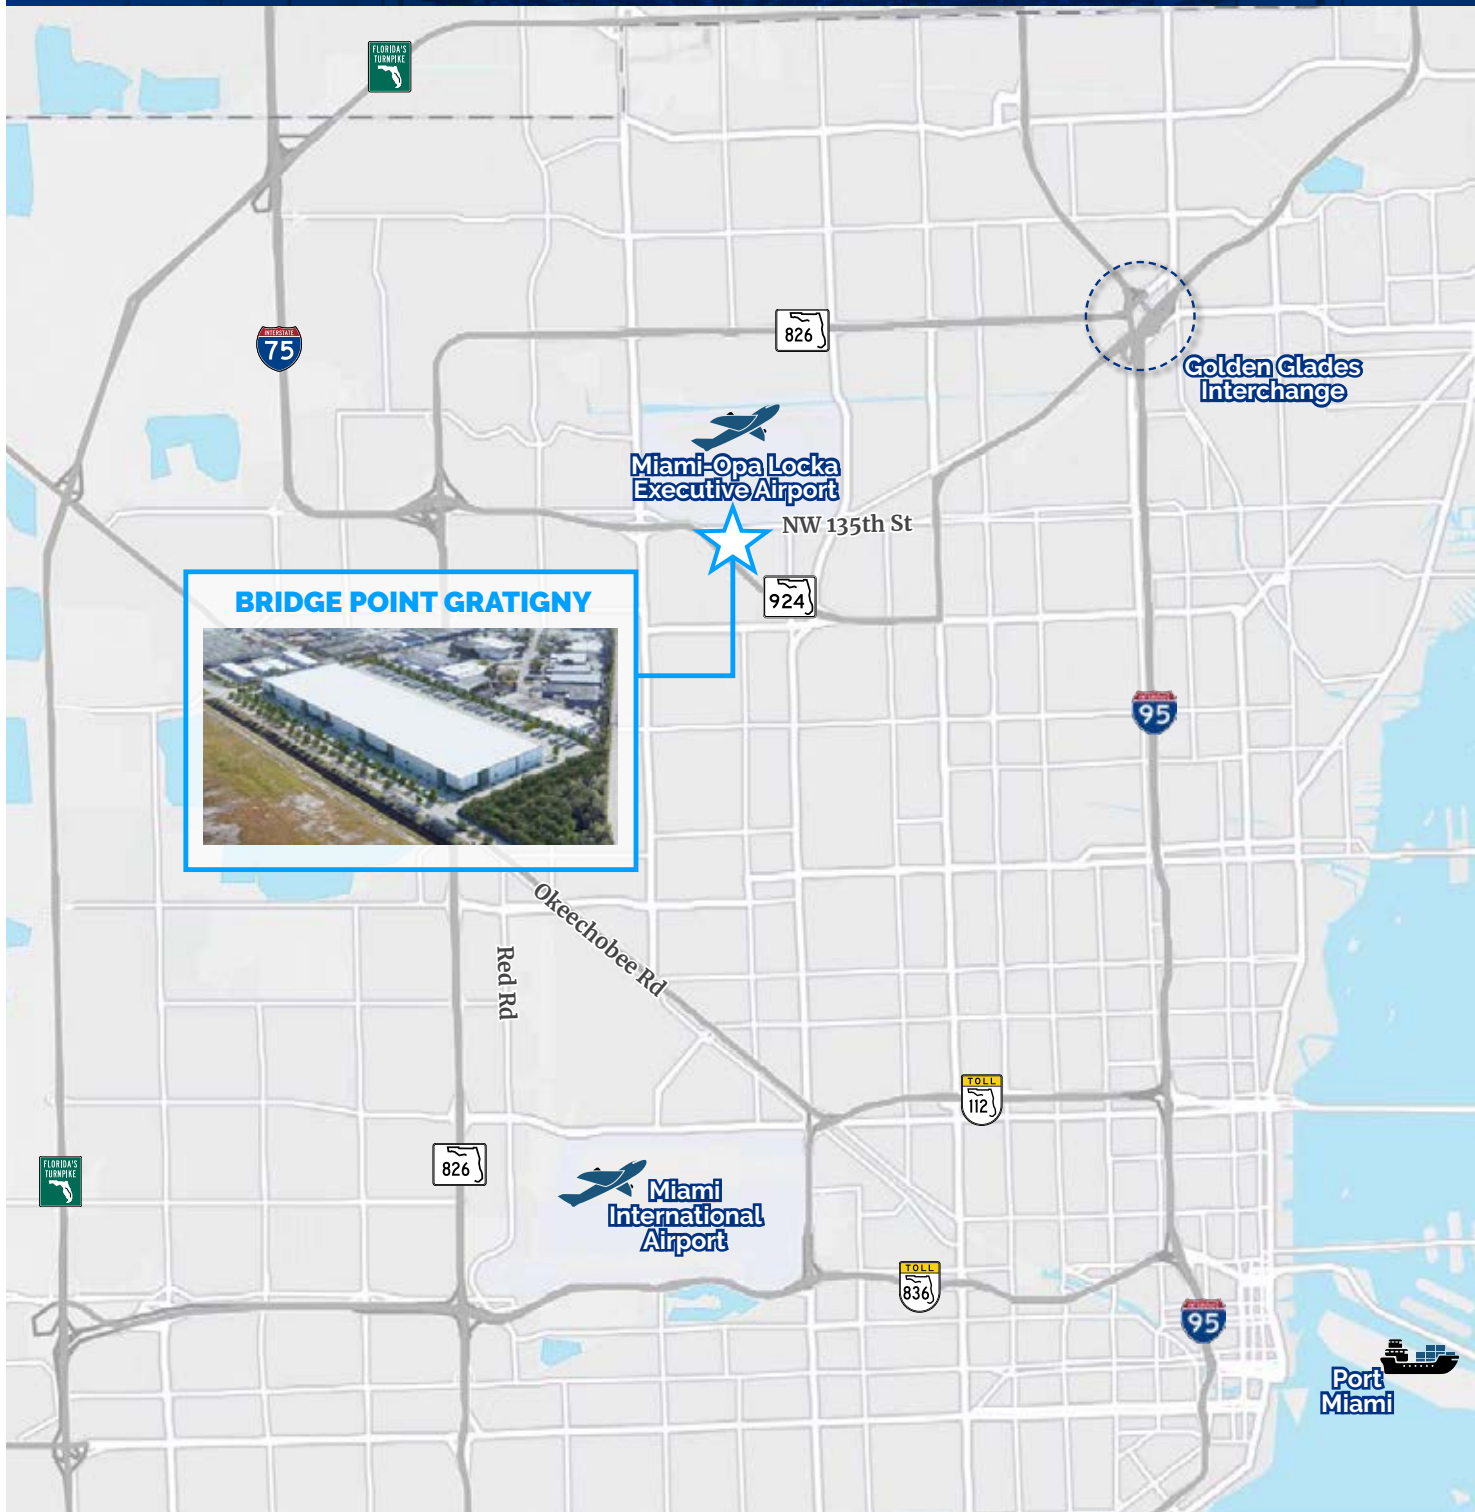 FLORIDA'S
TURNPIKE
INTERSTATE
75
826
Golden Glades
Interchange
Miami-Opa Locka
Executive Airport
NW 135th St
924
BRIDGE POINT GRATIGNY
INTERSTATE
95
Okeechobee Rd
Red Rd
TOLL
112
826
FLORIDA'S
TURNPIKE
Miami
International
Airport
TOLL
836
INTERSTATE
95
Port
Miami